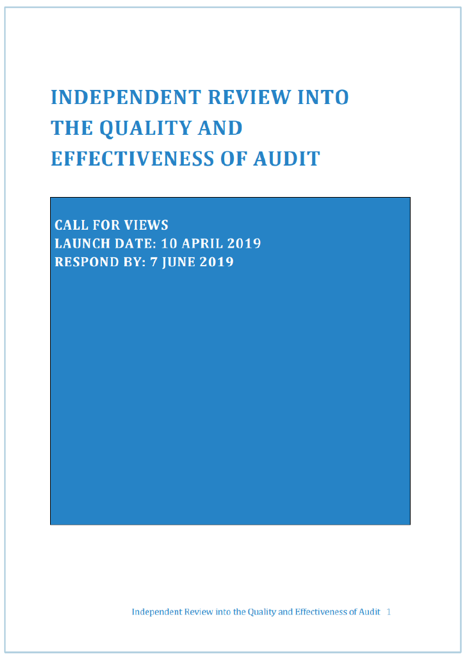 INDEPENDENT REVIEW INTO
THE QUALITY AND
EFFECTIVENESS OF AUDIT
CALL FOR VIEWS
LAUNCH DATE: 10 APRIL 2019
RESPOND BY: 7 JUNE 2019
Independent Review into the Quality and Effectiveness of Audit 1